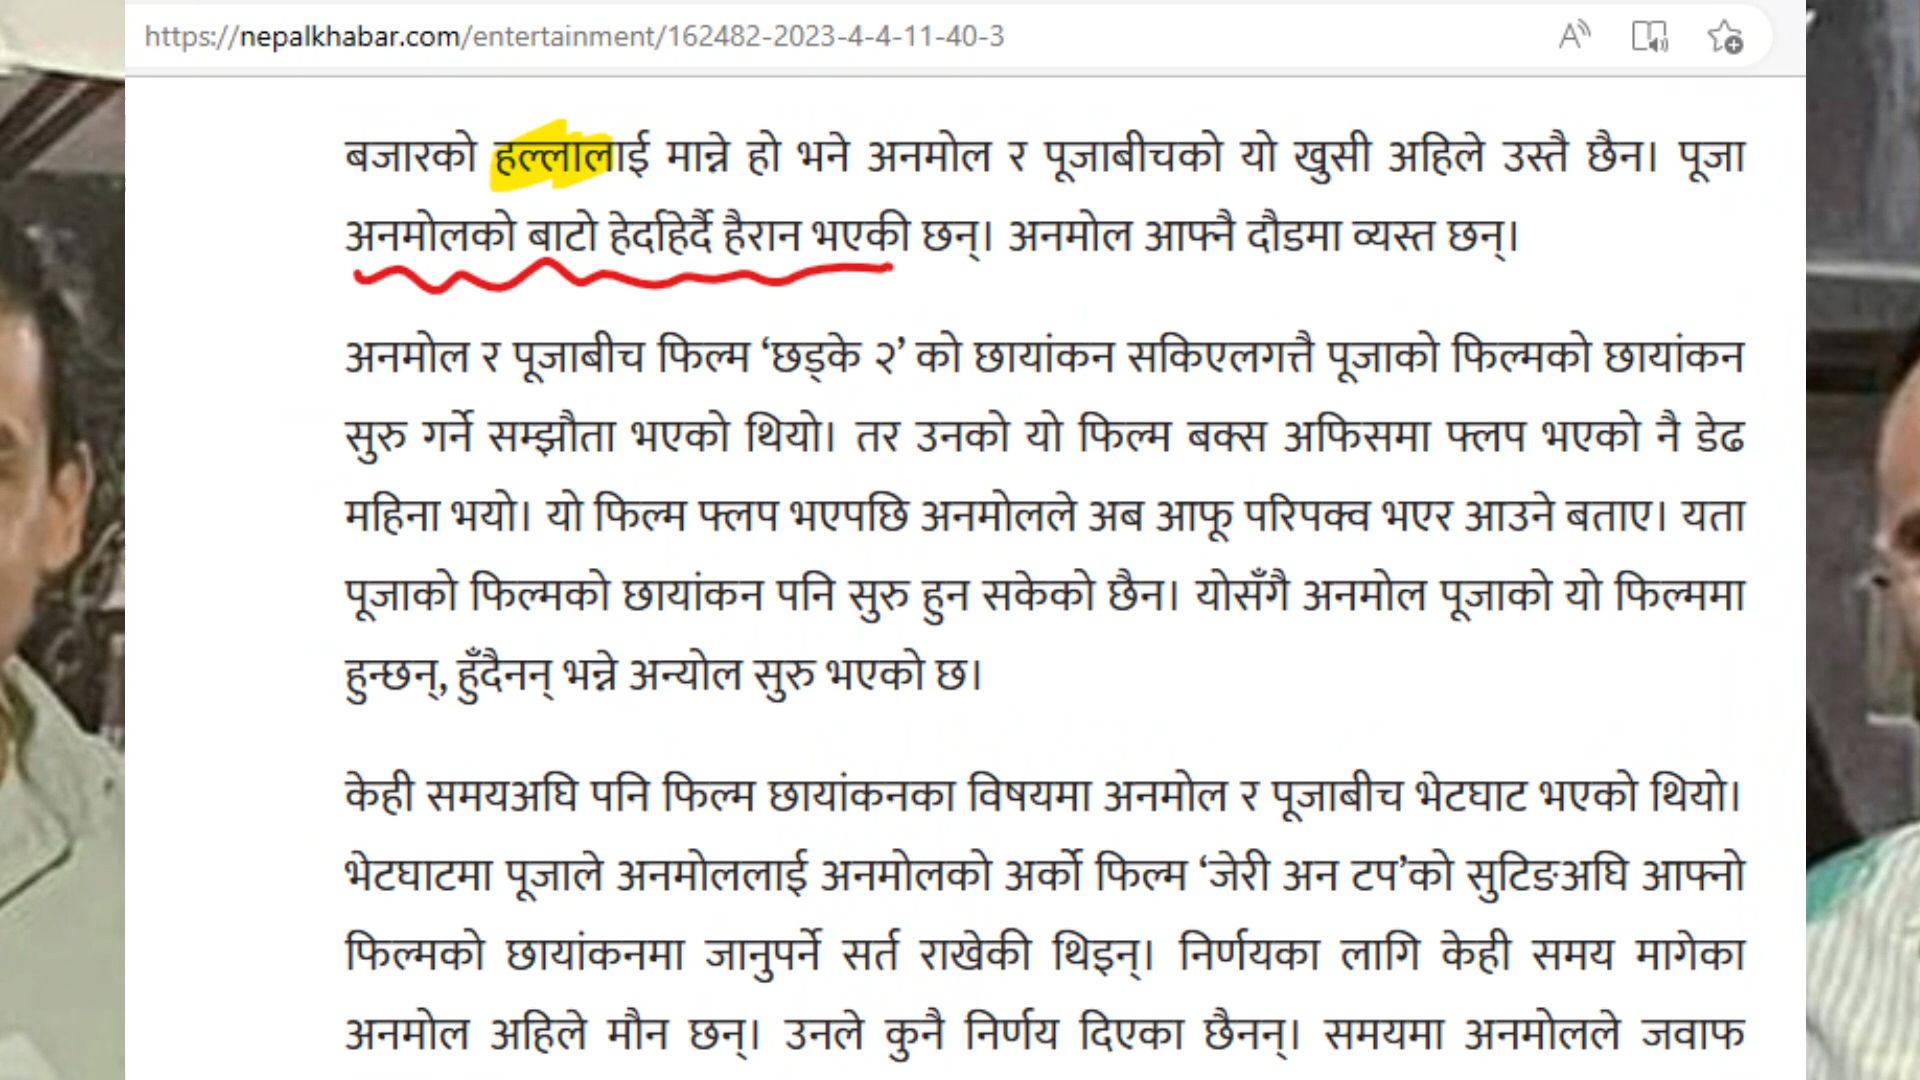 https://nepalkhabar.com/entertainment/162482-2023-4-4-11-40-3
बजारको हल्लालाई मान्ने हो भने अनमोल र पूजाबीचको यो खुसी अहिले उस्तै छैन। पूजा
अनमोलको बाटो हेर्दाहेर्दै हैरान भएकी छन्। अनमोल आफ्नै दौडमा व्यस्त छन्।
अनमोल र पूजाबीच फिल्म ‘छड्के २’ को छायांकन सकिएलगत्तै पूजाको फिल्मको छायांकन
सुरु गर्ने सम्झौता भएको थियो। तर उनको यो फिल्म बक्स अफिसमा फ्लप भएको नै डेढ
महिना भयो। यो फिल्म फ्लप भएपछि अनमोलले अब आफू परिपक्व भएर आउने बताए। यता
पूजाको फिल्मको छायांकन पनि सुरु हुन सकेको छैन। योसँगै अनमोल पूजाको यो फिल्ममा
हुन्छन्, हुँदैनन् भन्ने अन्योल सुरु भएको छ।
केही समयअघि पनि फिल्म छायांकनका विषयमा अनमोल र पूजाबीच भेटघाट भएको थियो।
भेटघाटमा पूजाले अनमोललाई अनमोलको अर्को फिल्म ‘जेरी अन टप’को सुटिङअघि आफ्नो
फिल्मको छायांकनमा जानुपर्ने सर्त राखेकी थिइन्। निर्णयका लागि केही समय मागेका
अनमोल अहिले मौन छन्। उनले कुनै निर्णय दिएका छैनन्। समयमा अनमोलले जवाफ